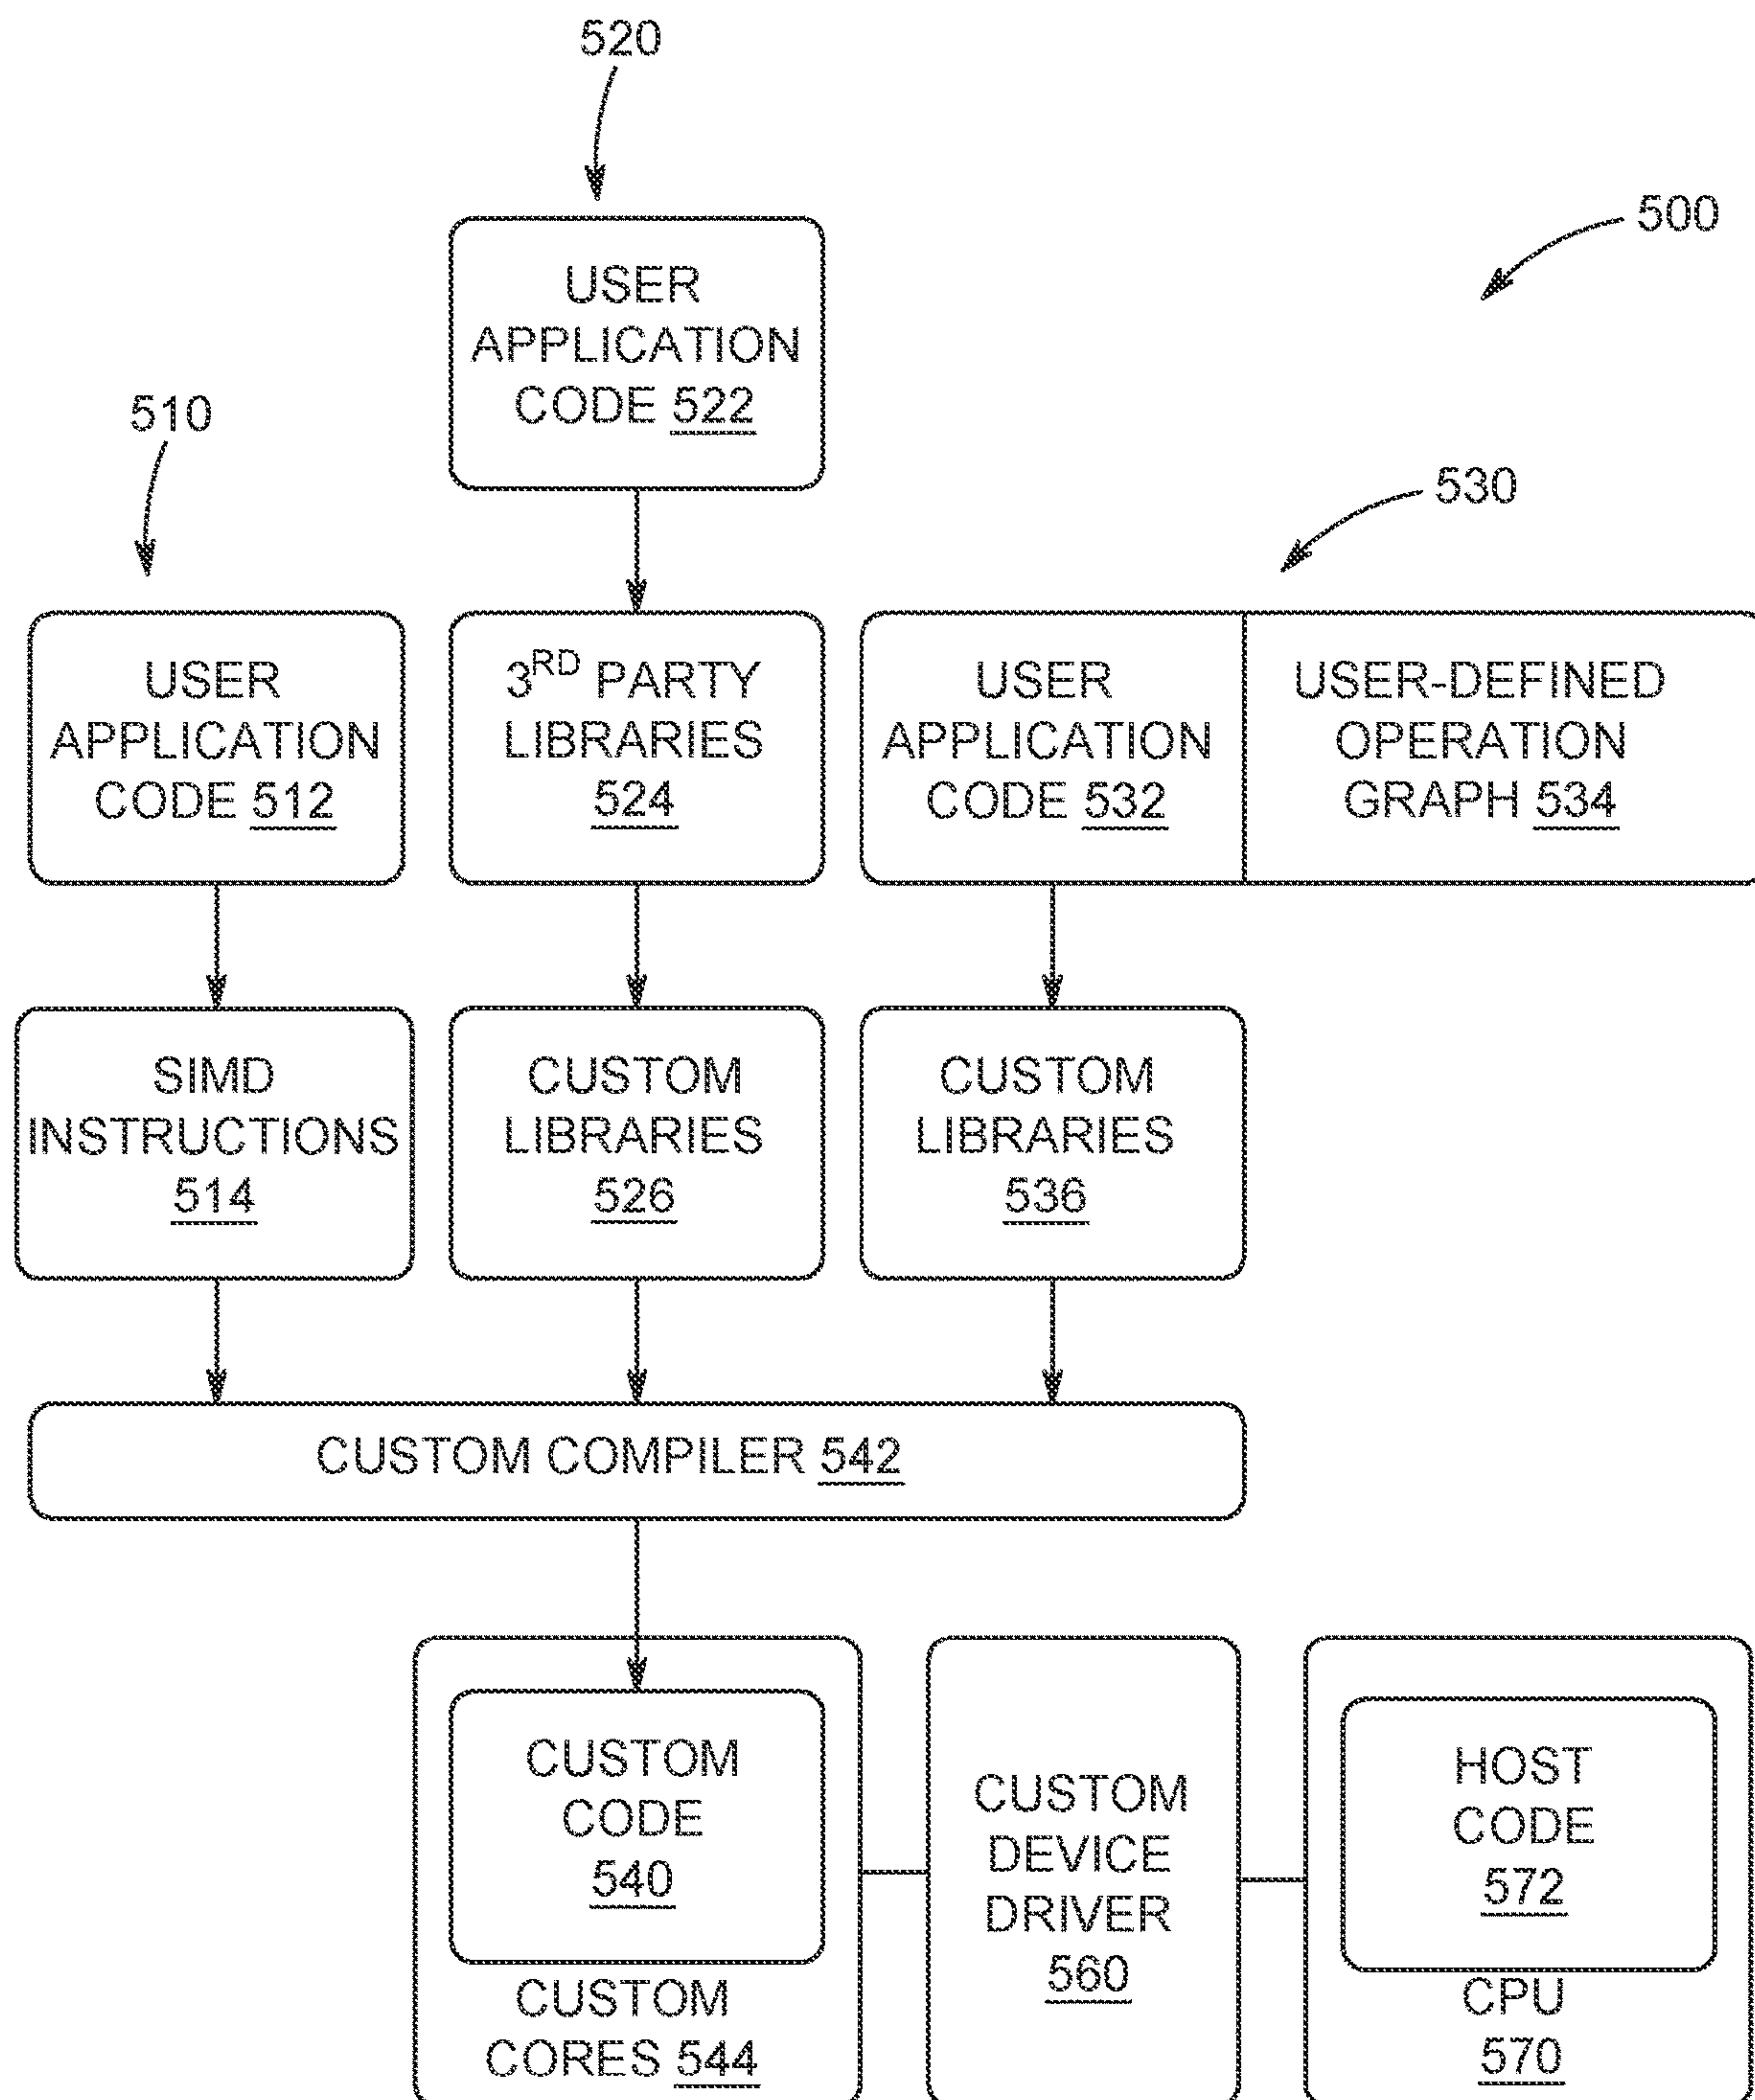 520
500
USER
APPLICATION
CODE 522
510
530
USER
APPLICATION
CODE 512
3RD PARTY
LIBRARIES
524
USER
APPLICATION
CODE 532
USER-DEFINED
OPERATION
GRAPH 534
SIMD
INSTRUCTIONS
514
CUSTOM
LIBRARIES
526
CUSTOM
LIBRARIES
536
CUSTOM COMPILER 542
CUSTOM
CODE
540
CUSTOM
CORES 544
CUSTOM
DEVICE
DRIVER
560
HOST
CODE
572
CPU
570